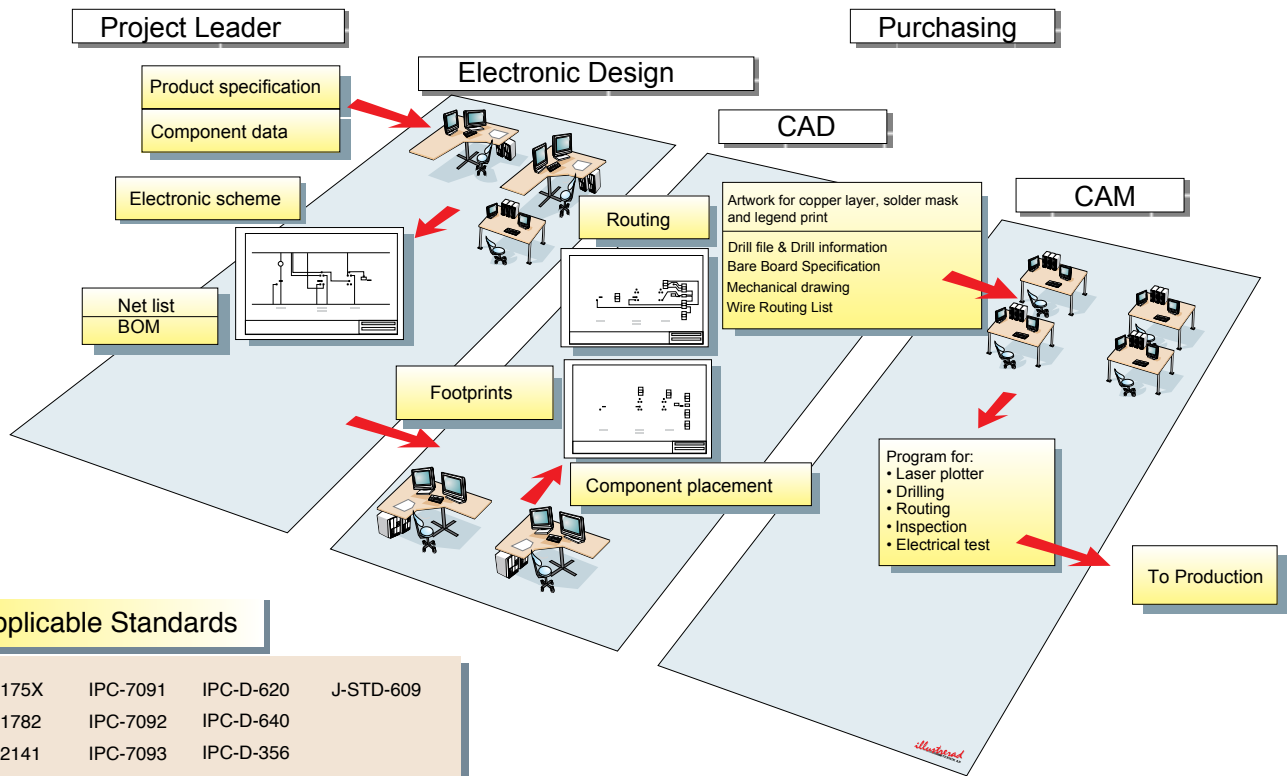 Project Leader
Purchasing
Electronic Design
Product specification
Component data
CAD
Electronic scheme
Net list
BOM
Routing
Footprints
Component placement
Artwork for copper layer, solder mask
and legend print
Drill file & Drill information
Bare Board Specification
Mechanical drawing
Wire Routing List
CAM
Program for:
• Laser plotter
• Drilling
• Routing
• Inspection
• Electrical test
To Production
pplicable Standards
175X IPC-7091 IPC-D-620 J-STD-609
1782 IPC-7092 IPC-D-640
2141 IPC-7093 IPC-D-356
illustrerad